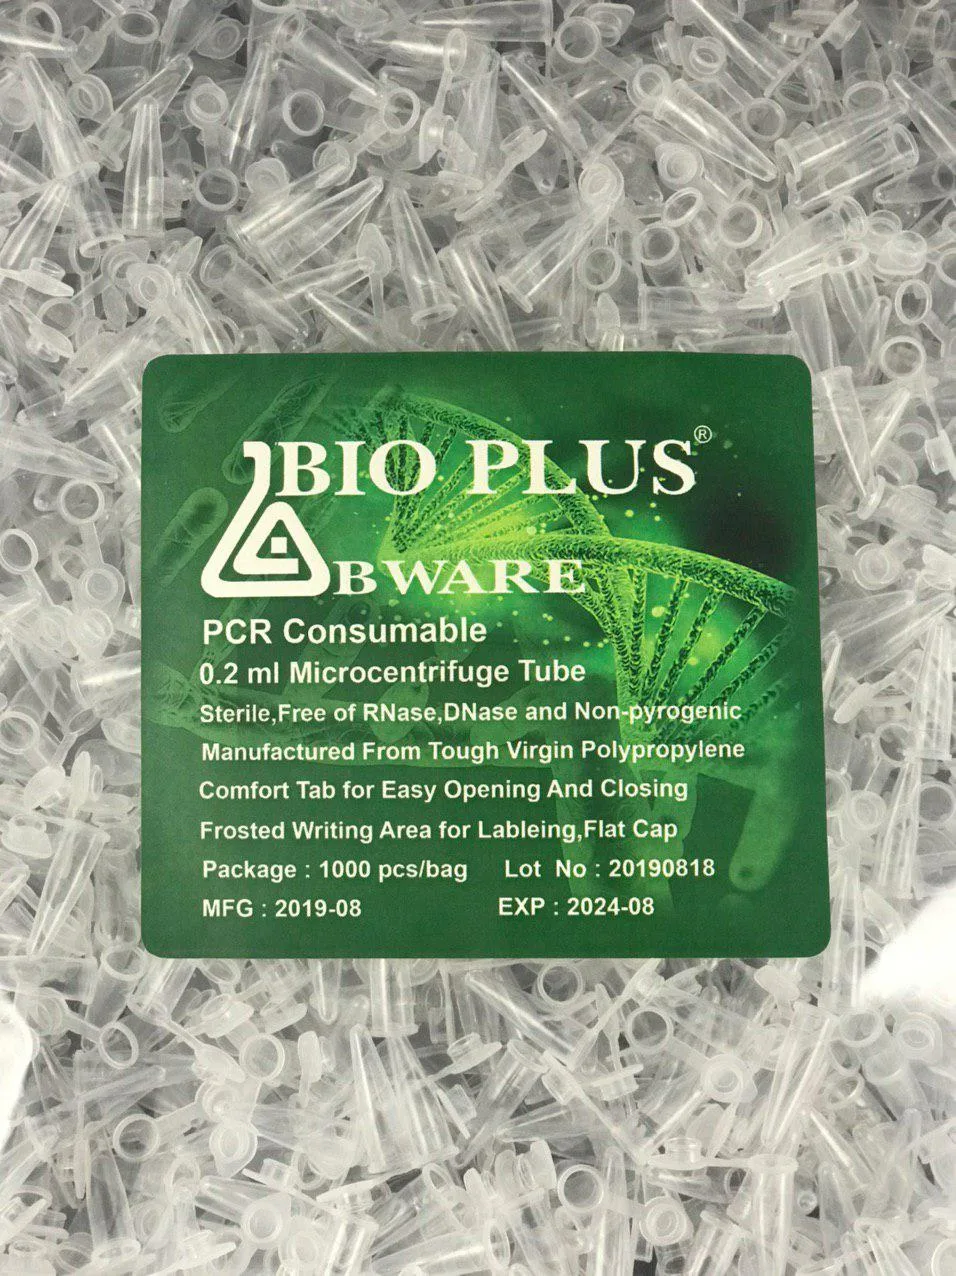 BIO PLUS®
LABWARE
PCR Consumable
0.2 ml Microcentrifuge Tube
Sterile,Free of RNase,DNase and Non-pyrogenic
Manufactured From Tough Virgin Polypropylene
Comfort Tab for Easy Opening And Closing
Frosted Writing Area for Lableing,Flat Cap
Package : 1000 pcs/bag Lot No : 20190818
MFG : 2019-08 EXP : 2024-08